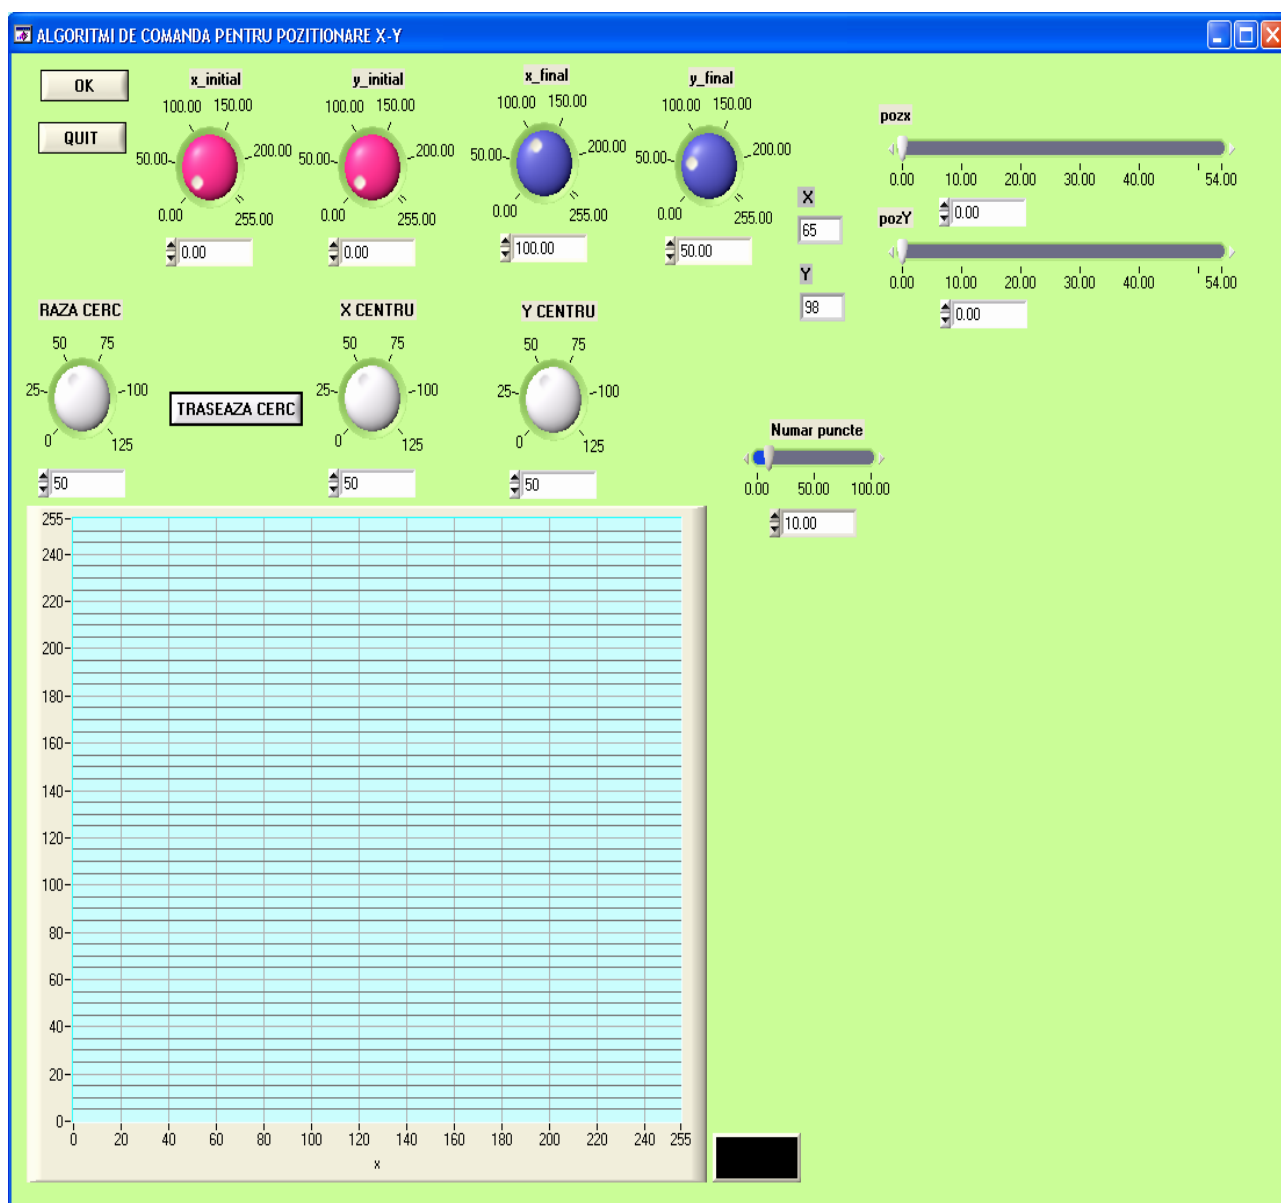 ALGORITMI DE COMANDA PENTRU POZITIONARE X-Y
OK
QUIT
x_initial
100.00 150.00
50.00 200.00
0.00 255.00
0.00
y_initial
100.00 150.00
50.00 200.00
0.00 255.00
0.00
x_final
100.00 150.00
50.00 200.00
0.00 255.00
100.00
y_final
100.00 150.00
50.00 200.00
0.00 255.00
50.00
X
65
Y
98
pozx
0.00 10.00 20.00 30.00 40.00 54.00
0.00
pozY
0.00 10.00 20.00 30.00 40.00 54.00
0.00
RAZA CERC
50 75
25 100
0 125
50
TRASEAZA CERC
X CENTRU
50 75
25 100
0 125
50
Y CENTRU
50 75
25 100
0 125
50
Numar puncte
0.00 50.00 100.00
10.00
255
240
220
200
180
160
140
120
100
80
60
40
20
0
0 20 40 60 80 100 120 140 160 180 200 220 240 255
x